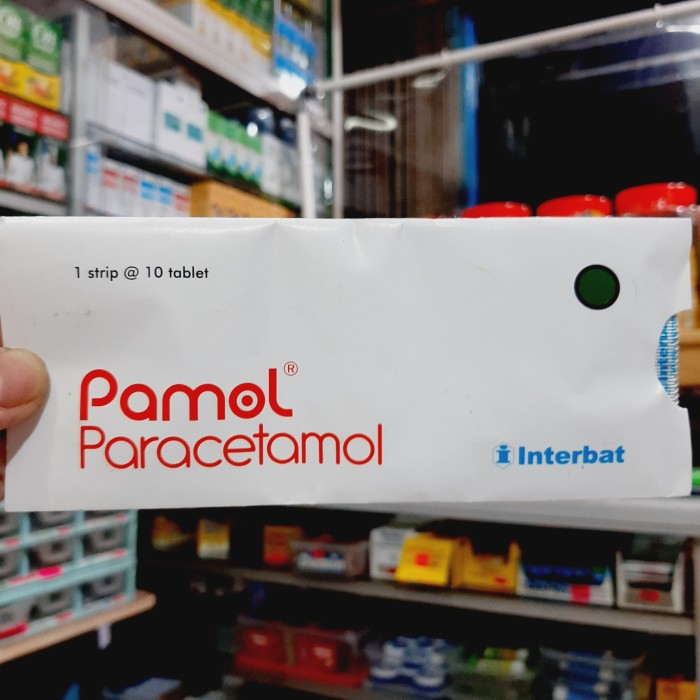 1 strip @ 10 tablet
Pamol®
Paracetamol
Interbat